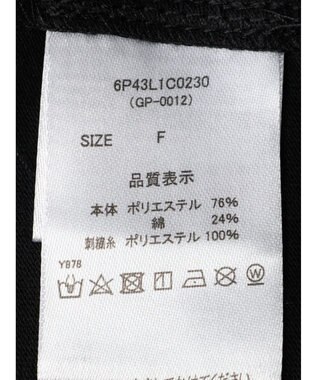 6P43L1C0230
(GP-0012)
SIZE F
品質表示
本体 ポリエステル 76%
綿 24%
刺繍糸 ポリエステル 100%
Y878